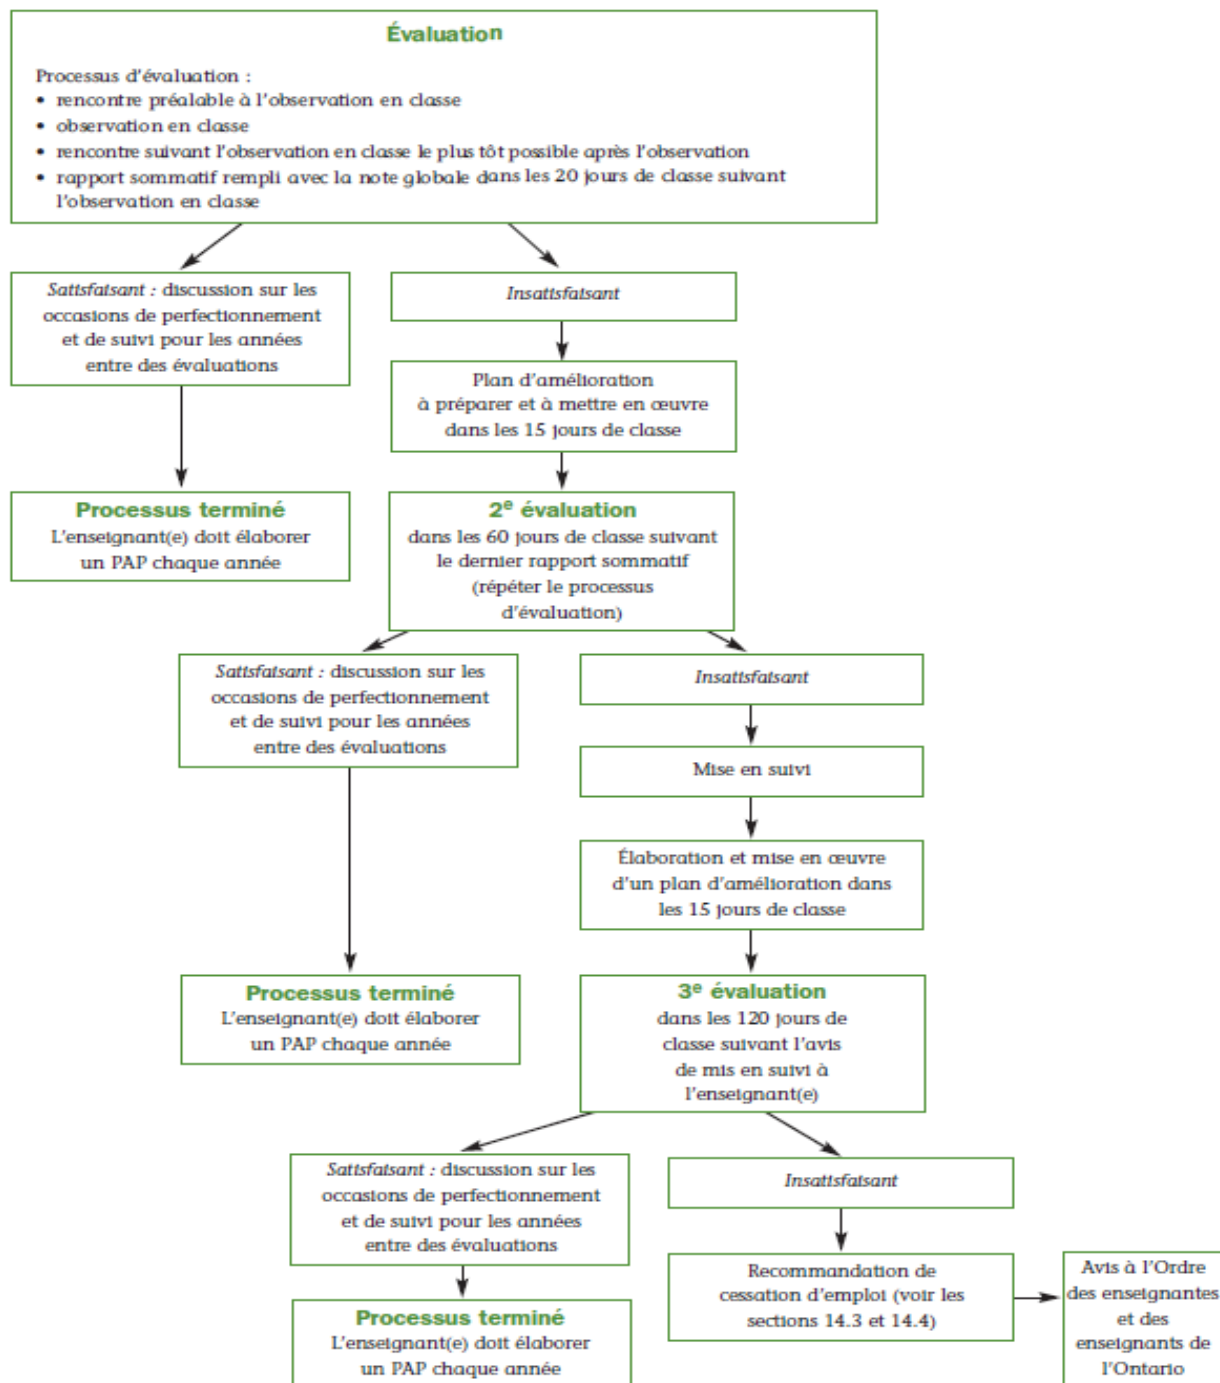 Évaluation
Processus d'évaluation :
• rencontre préalable à l'observation en classe
• observation en classe
• rencontre suivant l'observation en classe le plus tôt possible après l'observation
• rapport sommatif rempli avec la note globale dans les 20 jours de classe suivant
l'observation en classe
Satisfaisant : discussion sur les
occasions de perfectionnement
et de suivi pour les années
entre des évaluations
Insatisfaisant
Plan d'amélioration
à préparer et à mettre en œuvre
dans les 15 jours de classe
Processus terminé
L'enseignant(e) doit élaborer
un PAP chaque année
2e évaluation
dans les 60 jours de classe suivant
le dernier rapport sommatif
(répéter le processus
d'évaluation)
Satisfaisant : discussion sur les
occasions de perfectionnement
et de suivi pour les années
entre des évaluations
Insatisfaisant
Mise en suivi
Élaboration et mise en œuvre
d'un plan d'amélioration dans
les 15 jours de classe
Processus terminé
L'enseignant(e) doit élaborer
un PAP chaque année
3e évaluation
dans les 120 jours de
classe suivant l'avis
de mis en suivi à
l'enseignant(e)
Satisfaisant : discussion sur les
occasions de perfectionnement
et de suivi pour les années
entre des évaluations
Insatisfaisant
Processus terminé
L'enseignant(e) doit élaborer
un PAP chaque année
Recommandation de
cessation d'emploi (voir les
sections 14.3 et 14.4)
Avis à l'Ordre
des enseignantes
et des
enseignants de
l'Ontario